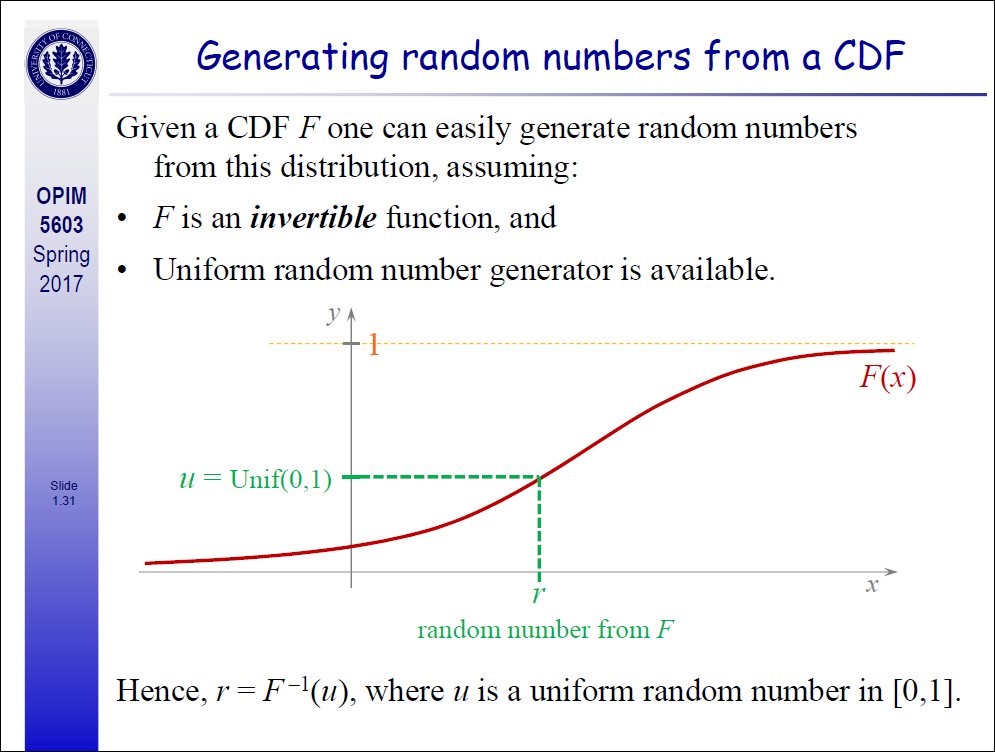 UNIVERSITY OF CONNECTICUT
1881
Generating random numbers from a CDF
OPIM
5603
Spring
2017
Slide
1.31
Given a CDF F one can easily generate random numbers
from this distribution, assuming:
• F is an invertible function, and
• Uniform random number generator is available.
y
1
F(x)
u = Unif(0,1)
x
r
random number from F
Hence, r = F⁻¹(u), where u is a uniform random number in [0,1].